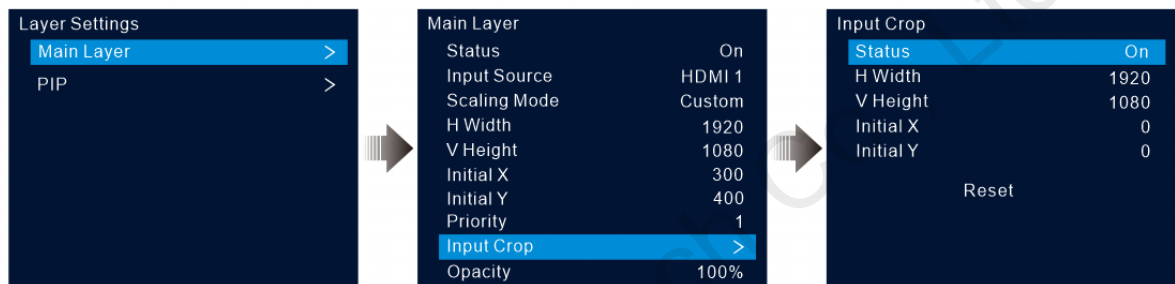 Layer Settings
Main Layer >
PIP >
Main Layer
Status On
Input Source HDMI 1
Scaling Mode Custom
H Width 1920
V Height 1080
Initial X 300
Initial Y 400
Priority 1
Input Crop >
Opacity 100%
Input Crop
Status On
H Width 1920
V Height 1080
Initial X 0
Initial Y 0
Reset